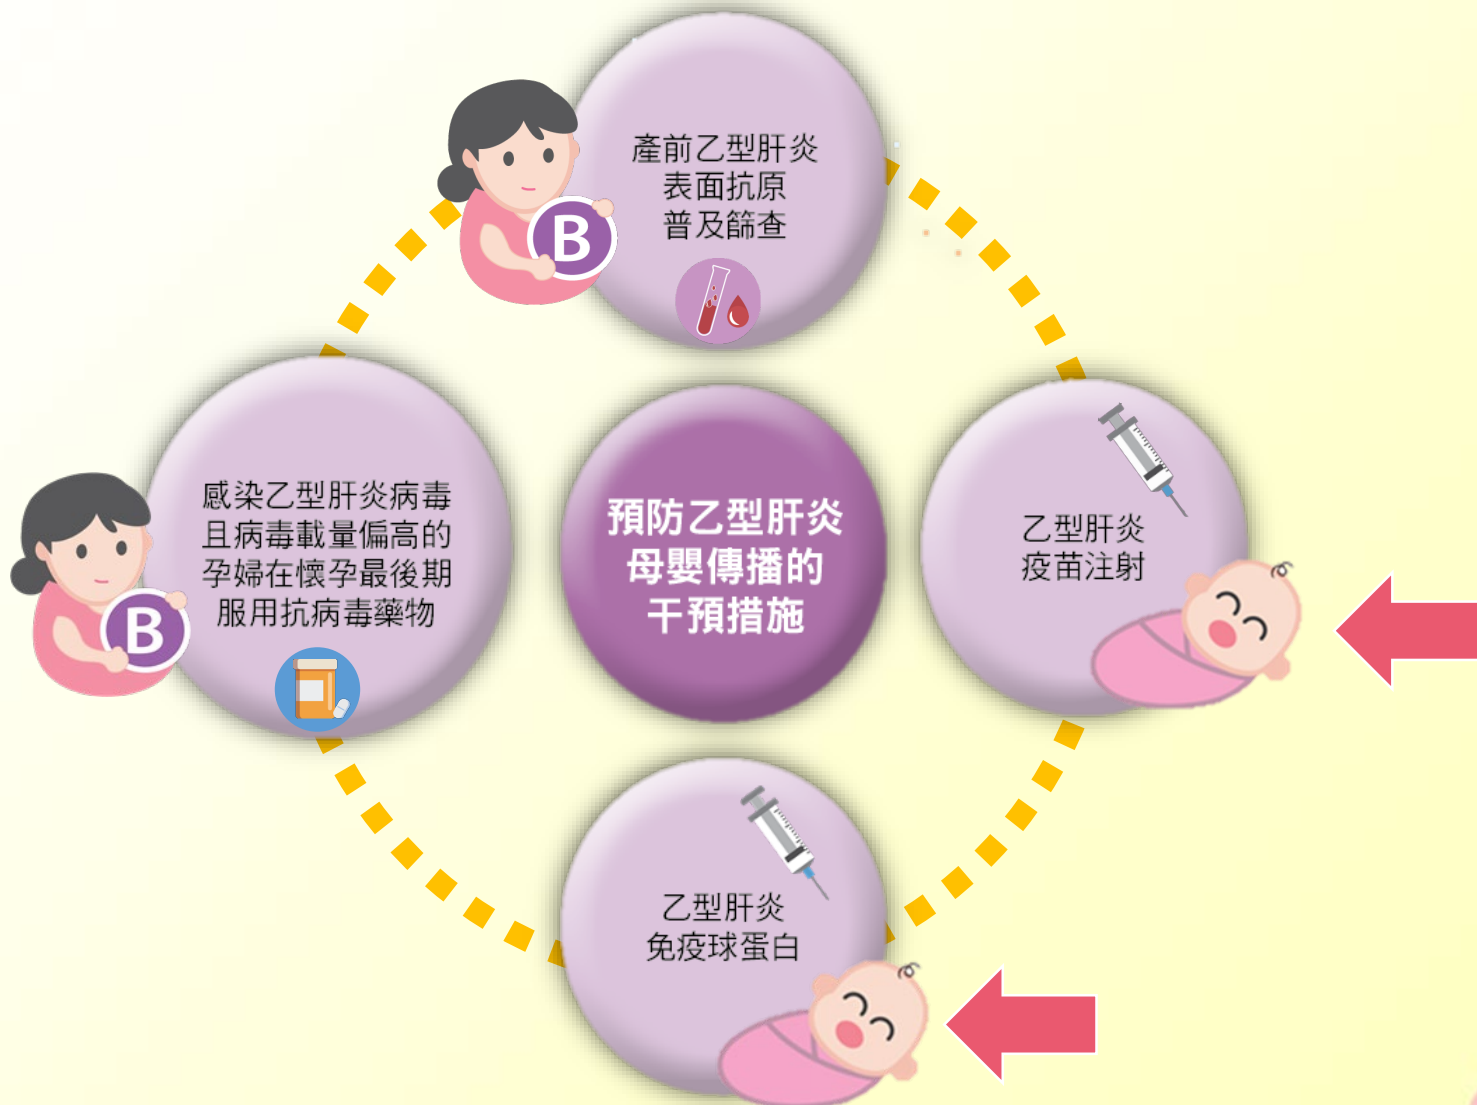 產前乙型肝炎
表面抗原
普及篩查
B
感染乙型肝炎病毒
且病毒載量偏高的
孕婦在懷孕最後期
服用抗病毒藥物
B
預防乙型肝炎
母嬰傳播的
干預措施
乙型肝炎
疫苗注射
乙型肝炎
免疫球蛋白